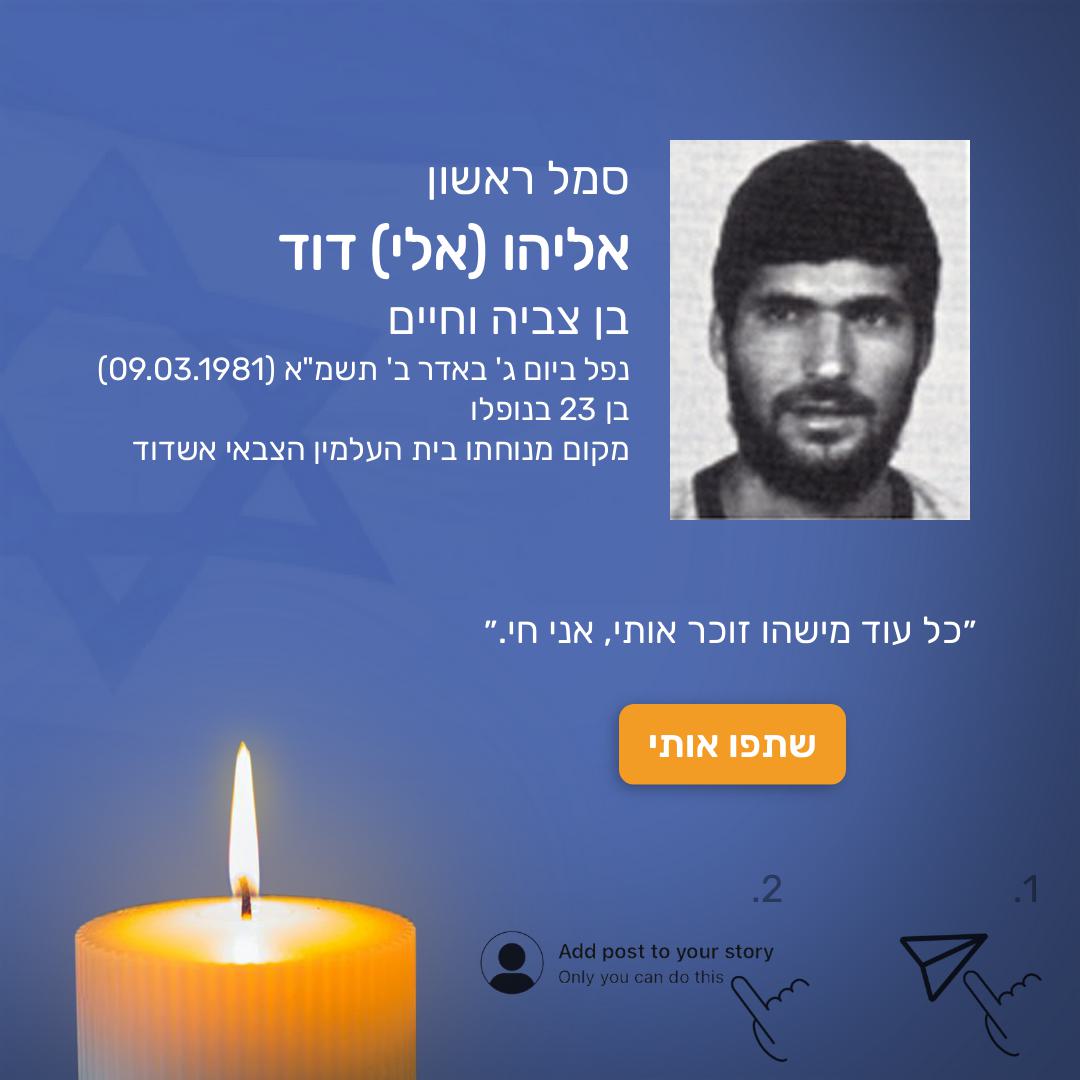 סמל ראשון
אליהו (אלי) דוד
בן צביה וחיים
נפל ביום ג' באדר ב' תשמ"א (09.03.1981)
בן 23 בנופלו
מקום מנוחתו בית העלמין הצבאי אשדוד
״כל עוד מישהו זוכר אותי, אני חי.״
שתפו אותי
1.
2.
Add post to your story
Only you can do this